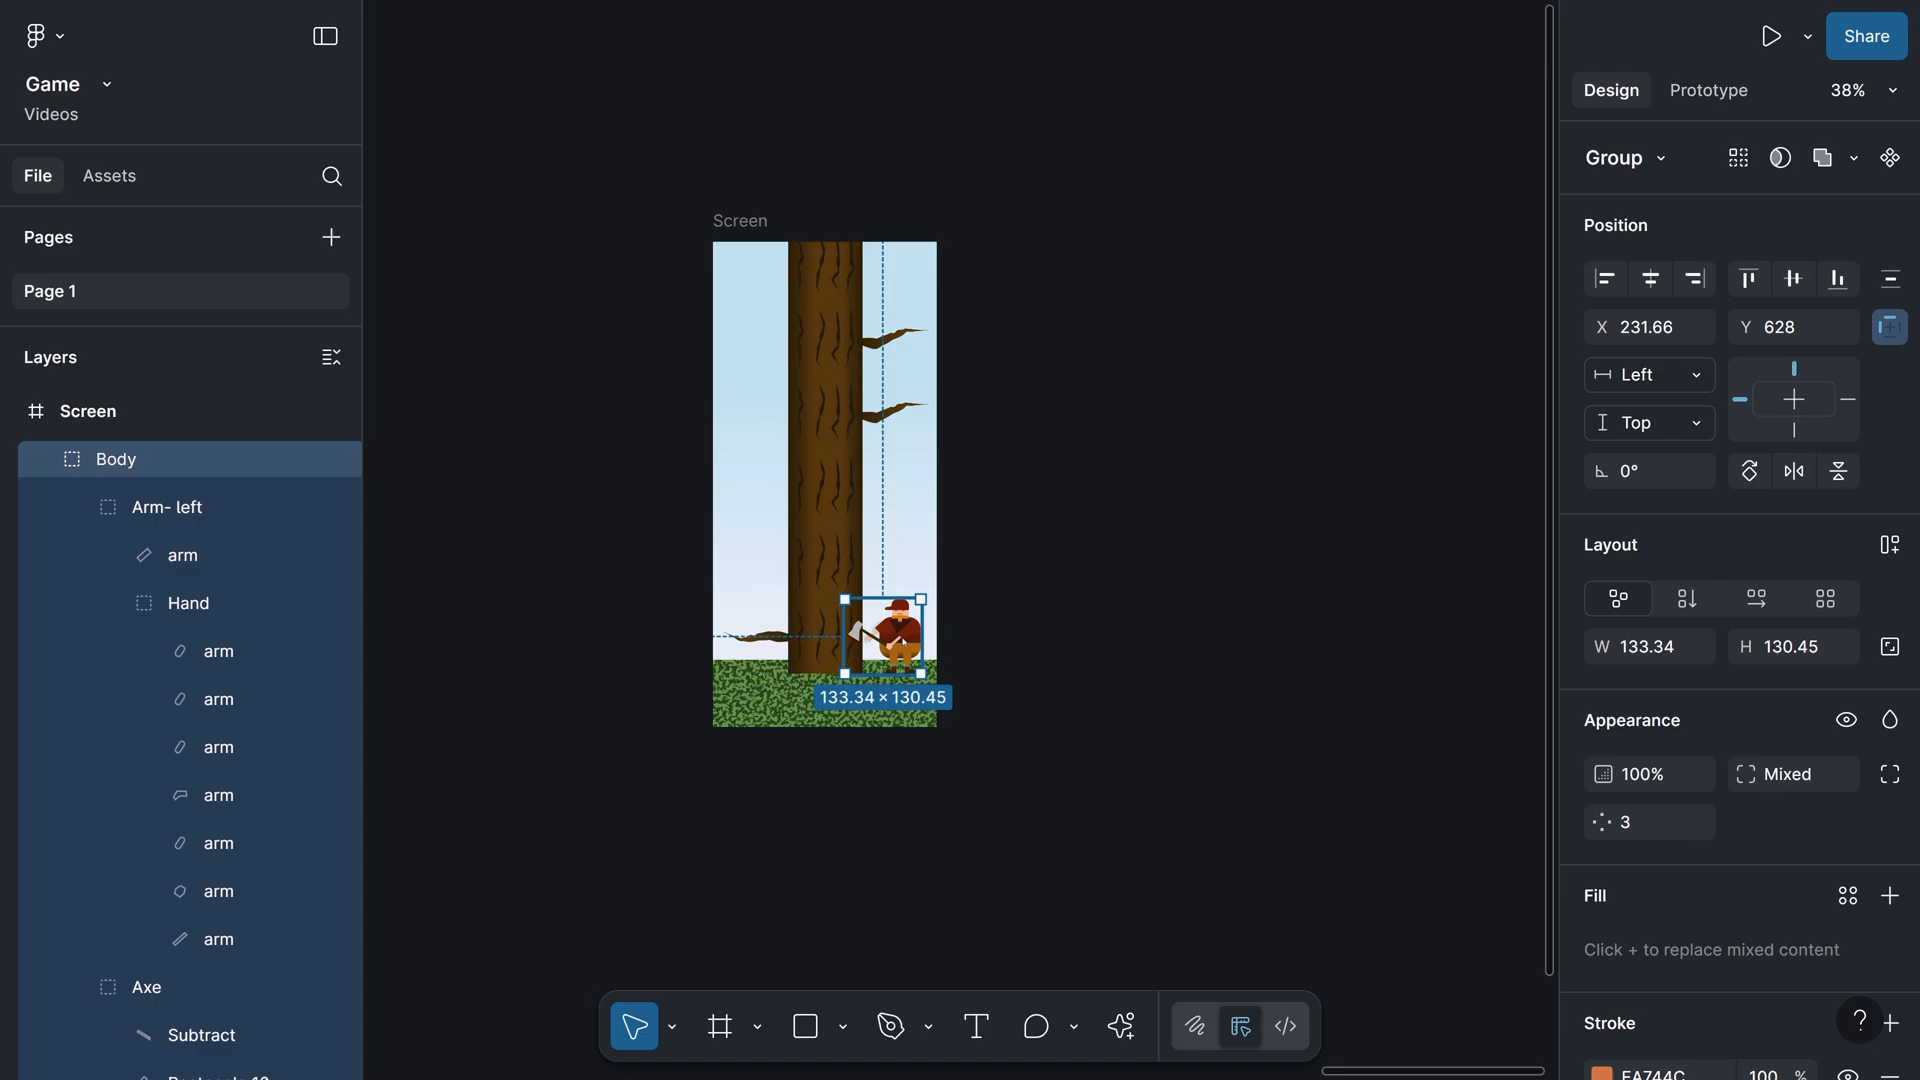 Game
Videos
File
Assets
Pages
Page 1
Layers
Screen
Body
Arm- left
arm
Hand
arm
arm
arm
arm
arm
arm
arm
Axe
Subtract
Screen
133.34 × 130.45
Share
Design
Prototype
38%
Group
Position
X 231.66
Y 628
Left
Top
0°
Layout
W 133.34
H 130.45
Appearance
100%
Mixed
3
Fill
Click + to replace mixed content
Stroke
?
EA744C 100 %